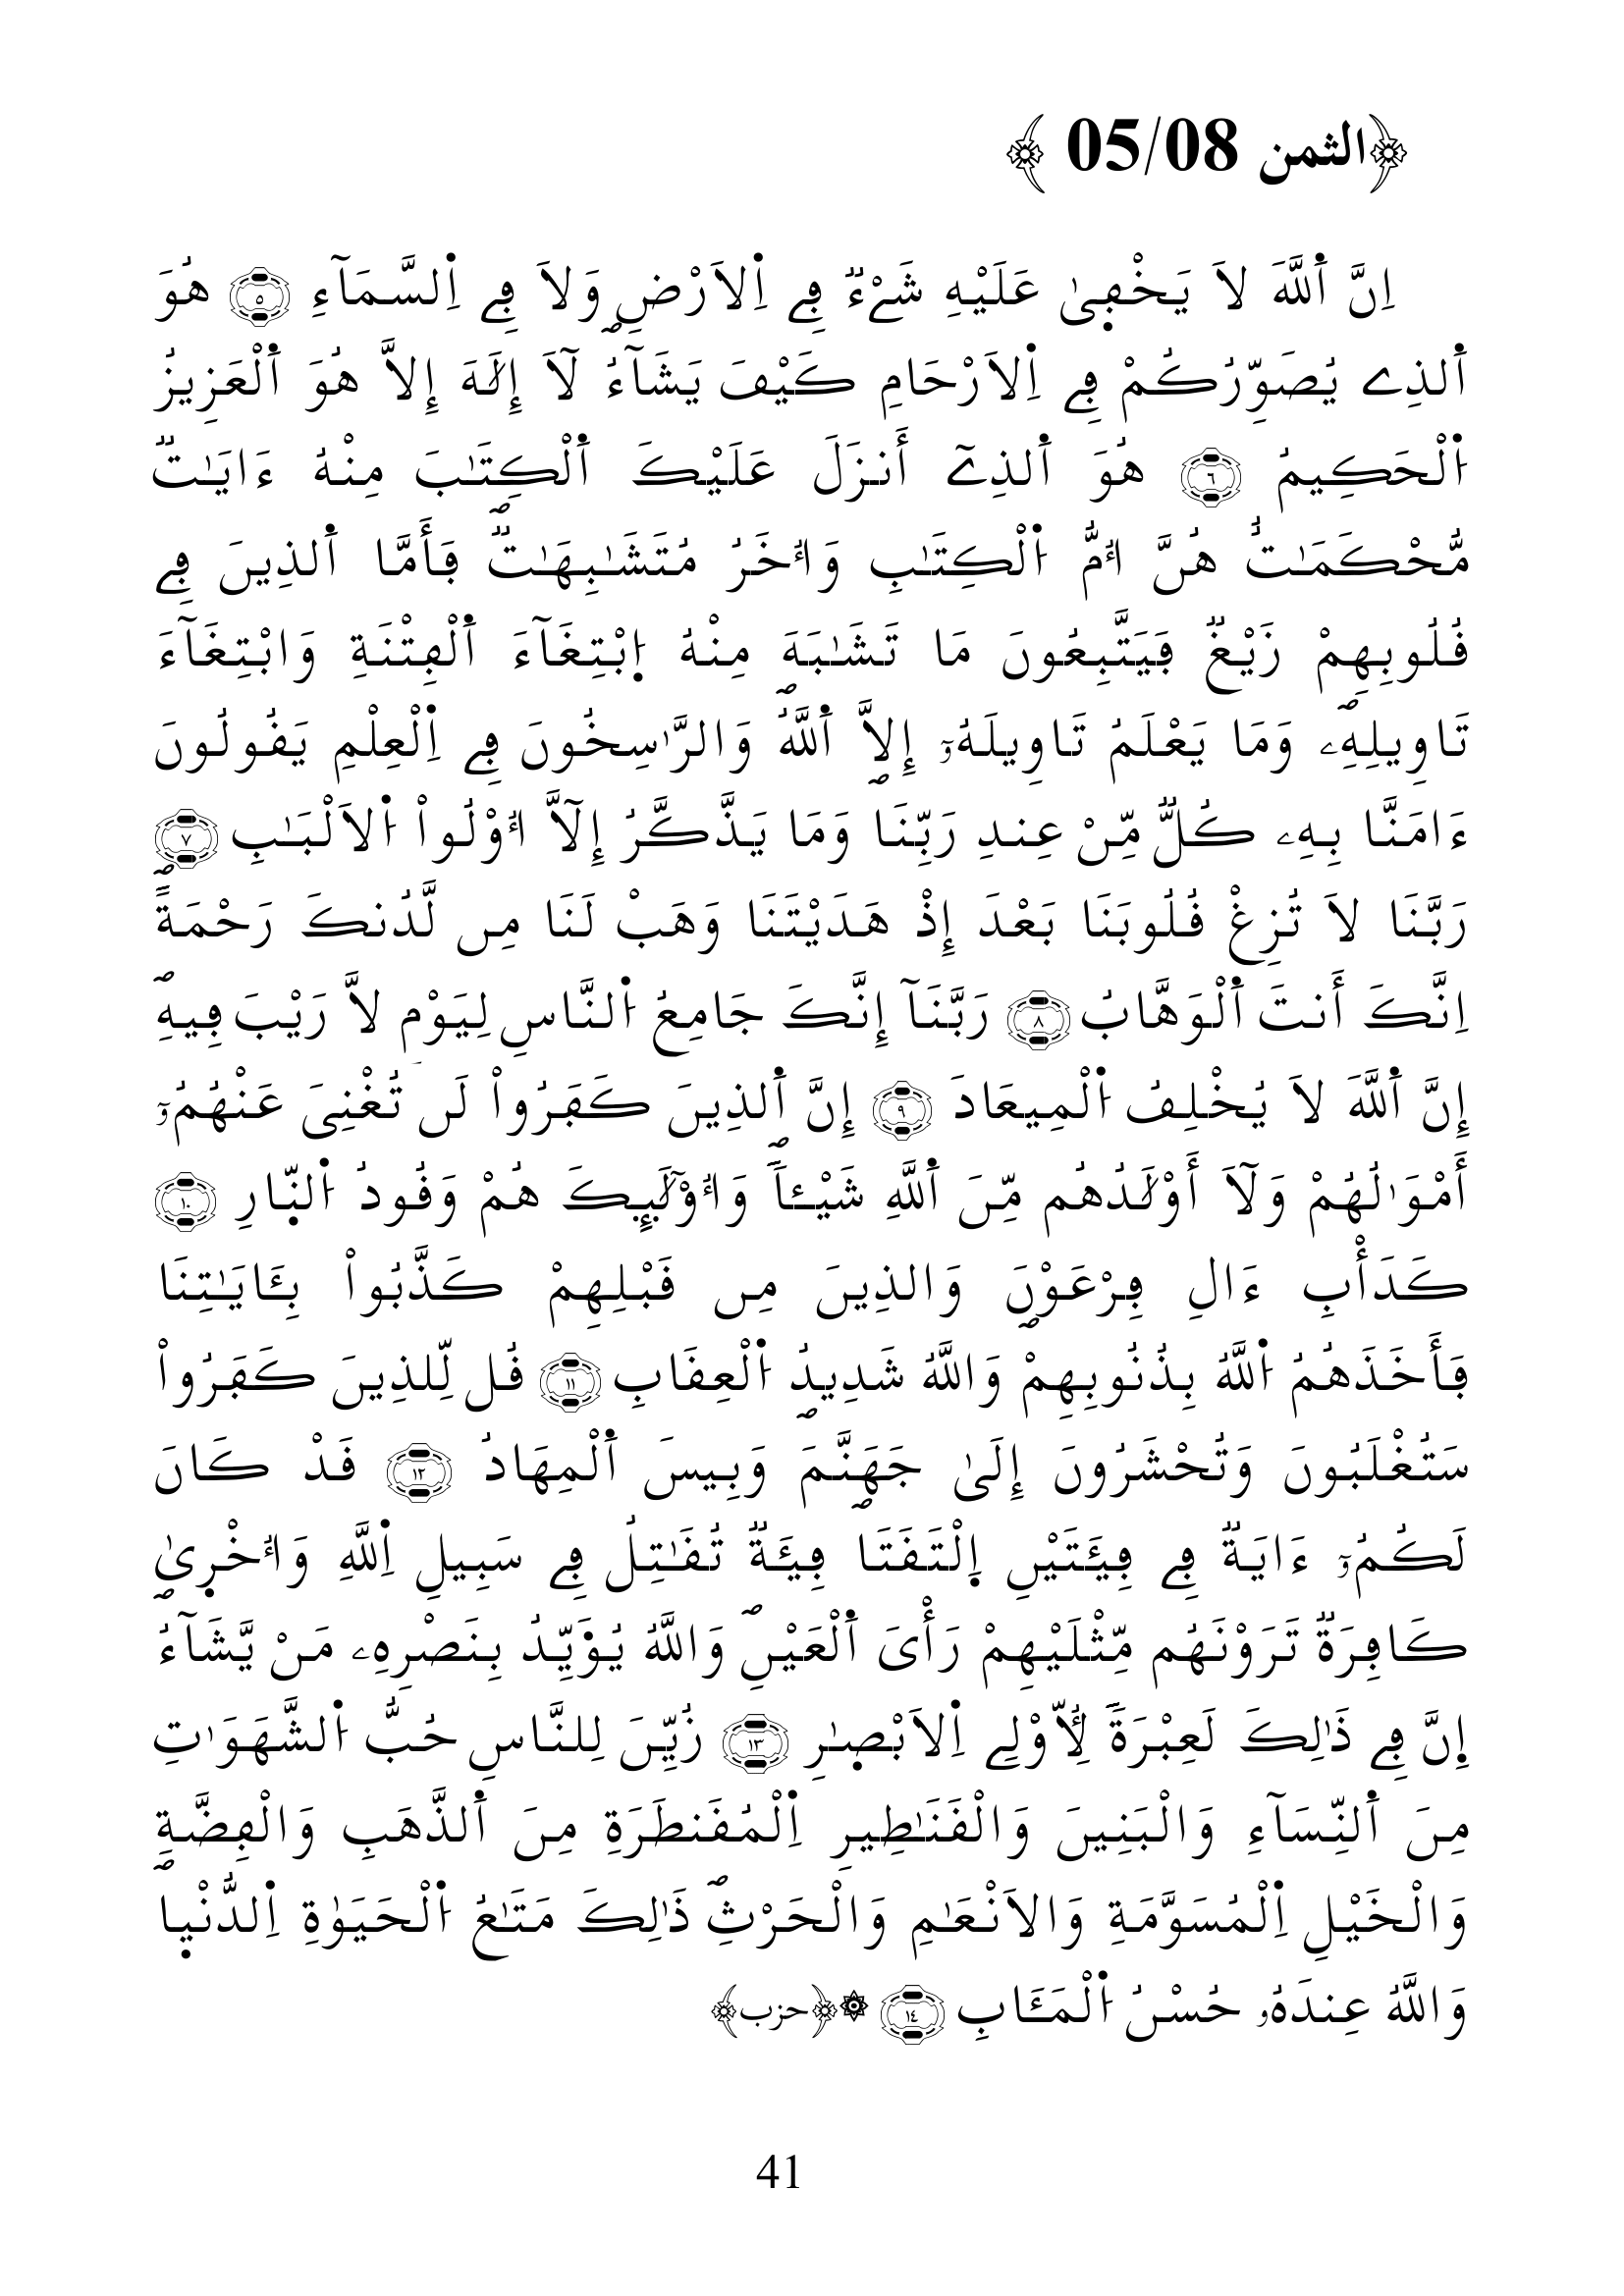 ﴿الثمن 05/08 ﴾
اِنَّ اَ۬للَّهَ لاَ يَخْف۪ىٰ عَلَيْهِ شَےْءٞ فِے اِ۬لاَرْضِ وَلاَ فِے اِ۬لسَّمَآءِۖ ٥ هُوَ
اَ۬لذِے يُصَوِّرُكُمْ فِے اِ۬لاَرْحَامِ كَيْفَ يَشَآءُ لَآ إِلَٰهَ إِلاَّ هُوَ اَ۬لْعَزِيزُ
اُ۬لْحَكِيمُ ٦ هُوَ اَ۬لذِےٓ أَنزَلَ عَلَيْكَ اَ۬لْكِتَٰبَۖ مِنْهُ ءَايَٰتٞ
مُّحْكَمَٰتٌ هُنَّ أُمُّ اُ۬لْكِتَٰبِ وَأُخَرُ مُتَشَٰبِهَٰتٞ فَأَمَّا اَ۬لذِينَ فِے
قُلُوبِهِمْ زَيْغٞ فَيَتَّبِعُونَ مَا تَشَٰبَهَ مِنْهُ اُ۪بْتِغَآءَ اَ۬لْفِتْنَةِ وَابْتِغَآءَ
تَاوِيلِهِۦۖ وَمَا يَعْلَمُ تَاوِيلَهُۥٓ إِلاَّ اَ۬للَّهُۖ وَالرَّٰسِخُونَ فِے اِ۬لْعِلْمِ يَقُولُونَ
ءَامَنَّا بِهِۦ كُلّٞ مِّنْ عِندِ رَبِّنَا وَمَا يَذَّكَّرُ إِلَّآ أُوْلُواْ اُ۬لاَلْبَٰبِۖ ٧
رَبَّنَا لاَ تُزِغْ قُلُوبَنَا بَعْدَ إِذْ هَدَيْتَنَا وَهَبْ لَنَا مِن لَّدُنكَ رَحْمَةًۖ
اِنَّكَ أَنتَ اَ۬لْوَهَّابُ ٨ رَبَّنَآ إِنَّكَ جَامِعُ اُ۬لنَّاسِ لِيَوْمٖ لاَّ رَيْبَ فِيهِۖ
إِنَّ اَ۬للَّهَ لاَ يُخْلِفُ اُ۬لْمِيعَادَ ٩ إِنَّ اَ۬لذِينَ كَفَرُواْ لَن تُغْنِيَ عَنْهُمُۥٓ
أَمْوَٰلُهُمْ وَلَآ أَوْلَٰدُهُم مِّنَ اَ۬للَّهِ شَيْـٔاٗۖ وَأُوْلَٰٓئِكَ هُمْ وَقُودُ اُ۬لنّ۪ارِ ١٠
كَدَأْبِ ءَالِ فِرْعَوْنَۖ وَالذِينَ مِن قَبْلِهِمْ كَذَّبُواْ بِـَٔايَٰتِنَا
فَأَخَذَهُمُ اُ۬للَّهُ بِذُنُوبِهِمْ وَاللَّهُ شَدِيدُۖ اُ۬لْعِقَابِ ١١ قُل لِّلذِينَ كَفَرُواْ
سَتُغْلَبُونَ وَتُحْشَرُونَ إِلَىٰ جَهَنَّمَۖ وَبِيسَ اَ۬لْمِهَادُ ١٢ قَدْ كَانَ
لَكُمُۥٓ ءَايَةٞ فِے فِئَتَيْنِ اِ۪لْتَقَتَا فِئَةٞ تُقَٰتِلُ فِے سَبِيلِ اِ۬للَّهِ وَأُخْر۪ىٰۖ
كَافِرَةٞ تَرَوْنَهُم مِّثْلَيْهِمْ رَأْيَ اَ۬لْعَيْنِۖ وَاللَّهُ يُؤَيِّدُ بِنَصْرِهِۦ مَنْ يَّشَآءُ
إِنَّ فِے ذَٰلِكَ لَعِبْرَةٗ لِّأُوْلِے اِ۬لاَبْصٰ۪رِۖ ١٣ زُيِّنَ لِلنَّاسِ حُبُّ اُ۬لشَّهَوَٰتِ
مِنَ اَ۬لنِّسَآءِ وَالْبَنِينَ وَالْقَنَٰطِيرِ اِ۬لْمُقَنطَرَةِ مِنَ اَ۬لذَّهَبِ وَالْفِضَّةِۖ
وَالْخَيْلِ اِ۬لْمُسَوَّمَةِ وَالاَنْعَٰمِ وَالْحَرْثِۖ ذَٰلِكَ مَتَٰعُ اُ۬لْحَيَوٰةِ اِ۬لدُّنْي۪اۖ
وَاللَّهُ عِندَهُۥ حُسْنُ اُ۬لْمَـَٔابِ ١٤ ۞﴿حزب﴾
41